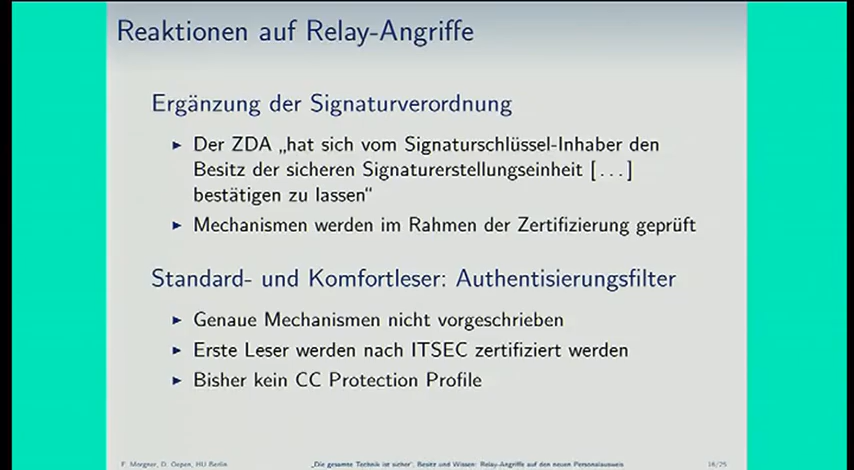 Reaktionen auf Relay-Angriffe
Ergänzung der Signaturverordnung
▶ Der ZDA „hat sich vom Signaturschlüssel-Inhaber den
Besitz der sicheren Signaturerstellungseinheit [...]
bestätigen zu lassen“
▶ Mechanismen werden im Rahmen der Zertifizierung geprüft
Standard- und Komfortleser: Authentisierungsfilter
▶ Genaue Mechanismen nicht vorgeschrieben
▶ Erste Leser werden nach ITSEC zertifiziert werden
▶ Bisher kein CC Protection Profile
F. Morgner, D. Oepen, HU Berlin „Die gesamte Technik ist sicher“, Besitz und Wissen: Relay-Angriffe auf den neuen Personalausweis 18/25